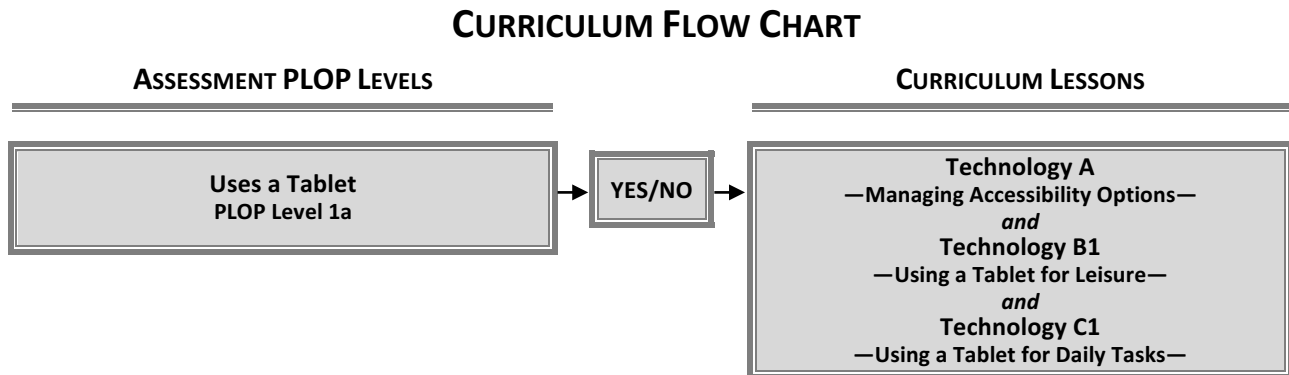 CURRICULUM FLOW CHART
ASSESSMENT PLOP LEVELS
CURRICULUM LESSONS
Uses a Tablet
PLOP Level 1a
YES/NO
Technology A
—Managing Accessibility Options—
and
Technology B1
—Using a Tablet for Leisure—
and
Technology C1
—Using a Tablet for Daily Tasks—